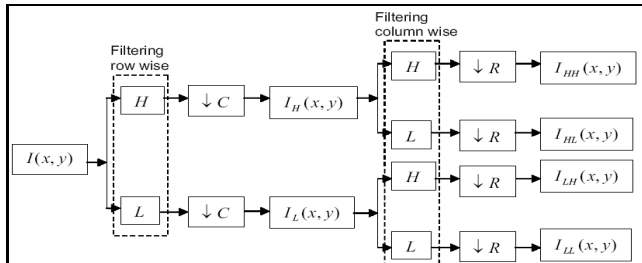 Filtering
row wise
Filtering
column wise
H
↓ R
I_HH(x, y)
H
↓ C
I_H(x, y)
L
↓ R
I_HL(x, y)
I(x, y)
H
↓ R
I_LH(x, y)
L
↓ C
I_L(x, y)
L
↓ R
I_LL(x, y)